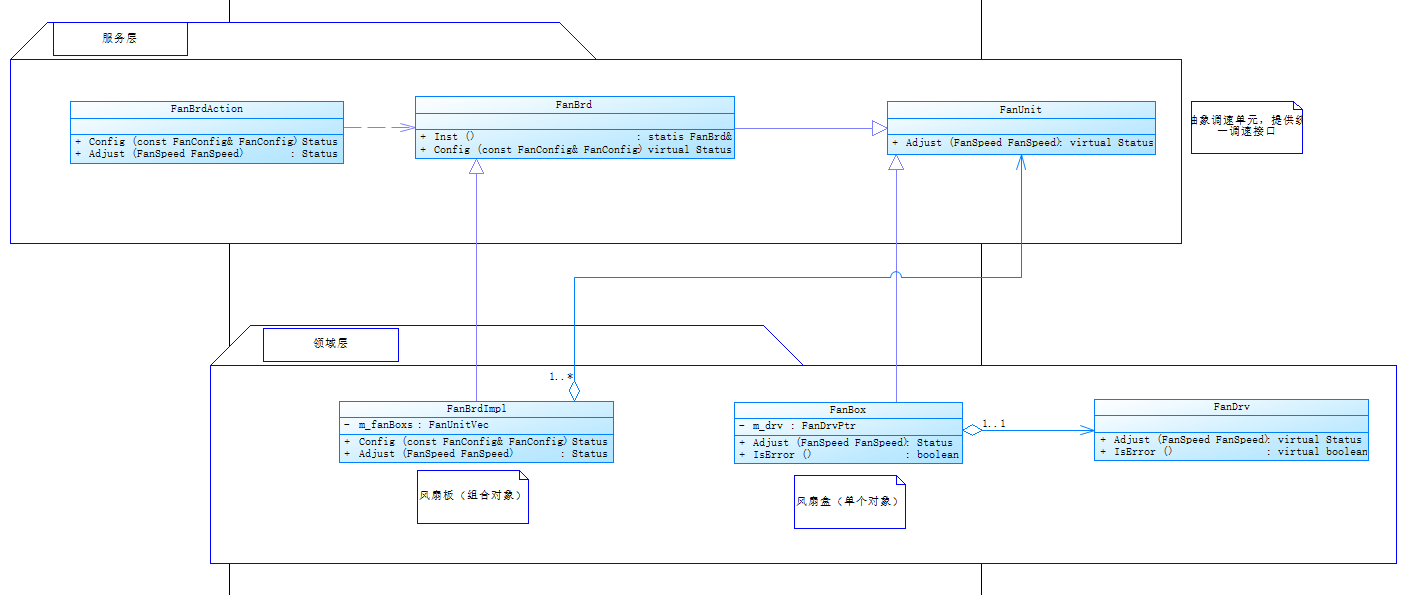 服务层
FanBrdAction
+ Config (const FanConfig& FanConfig) Status
+ Adjust (FanSpeed FanSpeed) : Status
FanBrd
+ Inst () : statis FanBrd&
+ Config (const FanConfig& FanConfig) virtual Status
FanUnit
+ Adjust (FanSpeed FanSpeed): virtual Status
抽象调速单元，提供统
一调速接口
领域层
1..*
FanBrdImpl
- m_fanBoxs : FanUnitVec
+ Config (const FanConfig& FanConfig) Status
+ Adjust (FanSpeed FanSpeed) : Status
风扇板（组合对象）
FanBox
- m_drv : FanDrvPtr
+ Adjust (FanSpeed FanSpeed): Status
+ IsError () : boolean
风扇盒（单个对象）
1..1
FanDrv
+ Adjust (FanSpeed FanSpeed): virtual Status
+ IsError () : virtual boolean